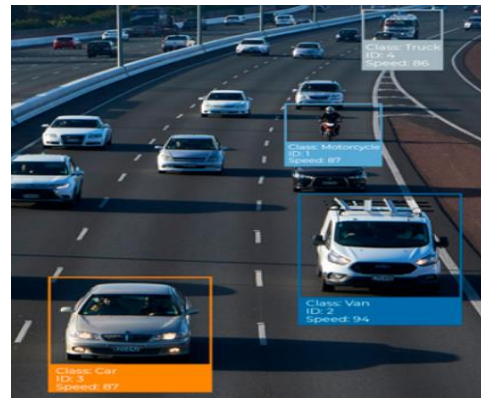 Class: Truck
ID: 4
Speed: 86
Class: Motorcycle
ID: 1
Speed: 87
Class: Van
ID: 2
Speed: 94
Class: Car
ID: 3
Speed: 87